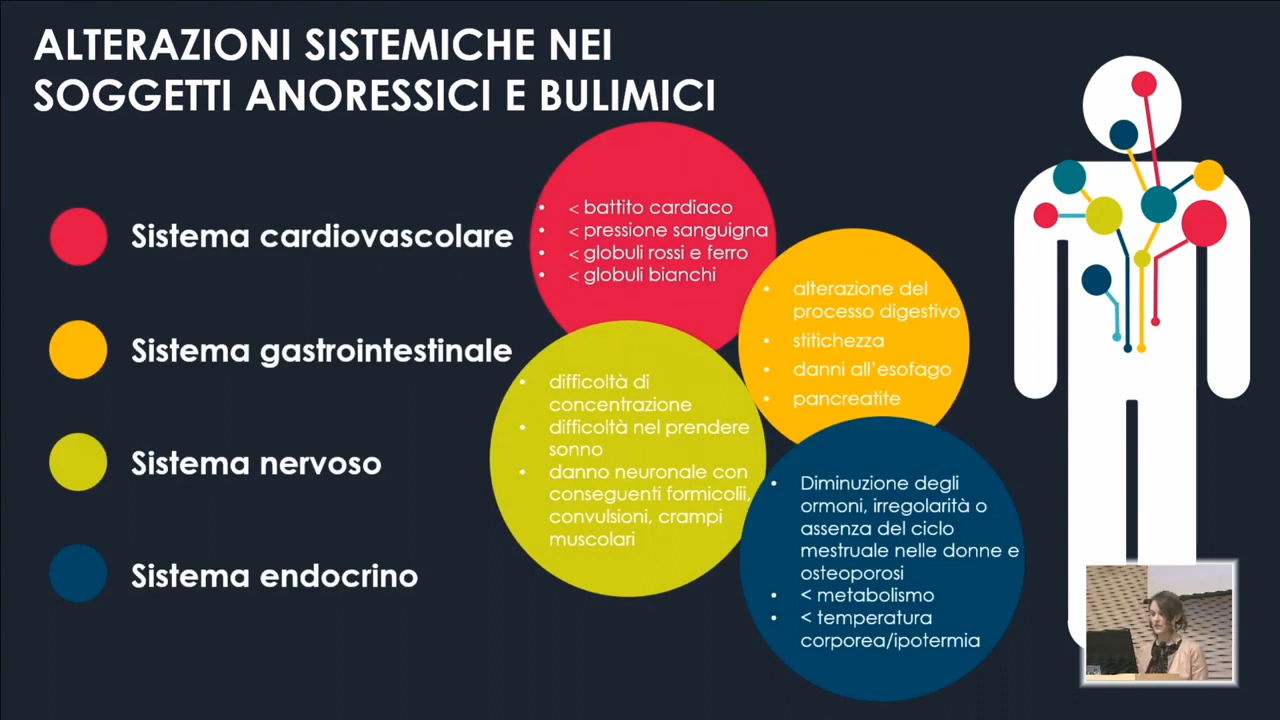 ALTERAZIONI SISTEMICHE NEI
SOGGETTI ANORESSICI E BULIMICI
Sistema cardiovascolare
Sistema gastrointestinale
Sistema nervoso
Sistema endocrino
• < battito cardiaco
• < pressione sanguigna
• < globuli rossi e ferro
• < globuli bianchi
• alterazione del
processo digestivo
• stitichezza
• danni all'esofago
• pancreatite
• difficoltà di
concentrazione
• difficoltà nel prendere
sonno
• danno neuronale con
conseguenti formicolii,
convulsioni, crampi
muscolari
• Diminuzione degli
ormoni, irregolarità o
assenza del ciclo
mestruale nelle donne e
osteoporosi
• < metabolismo
• < temperatura
corporea/ipotermia